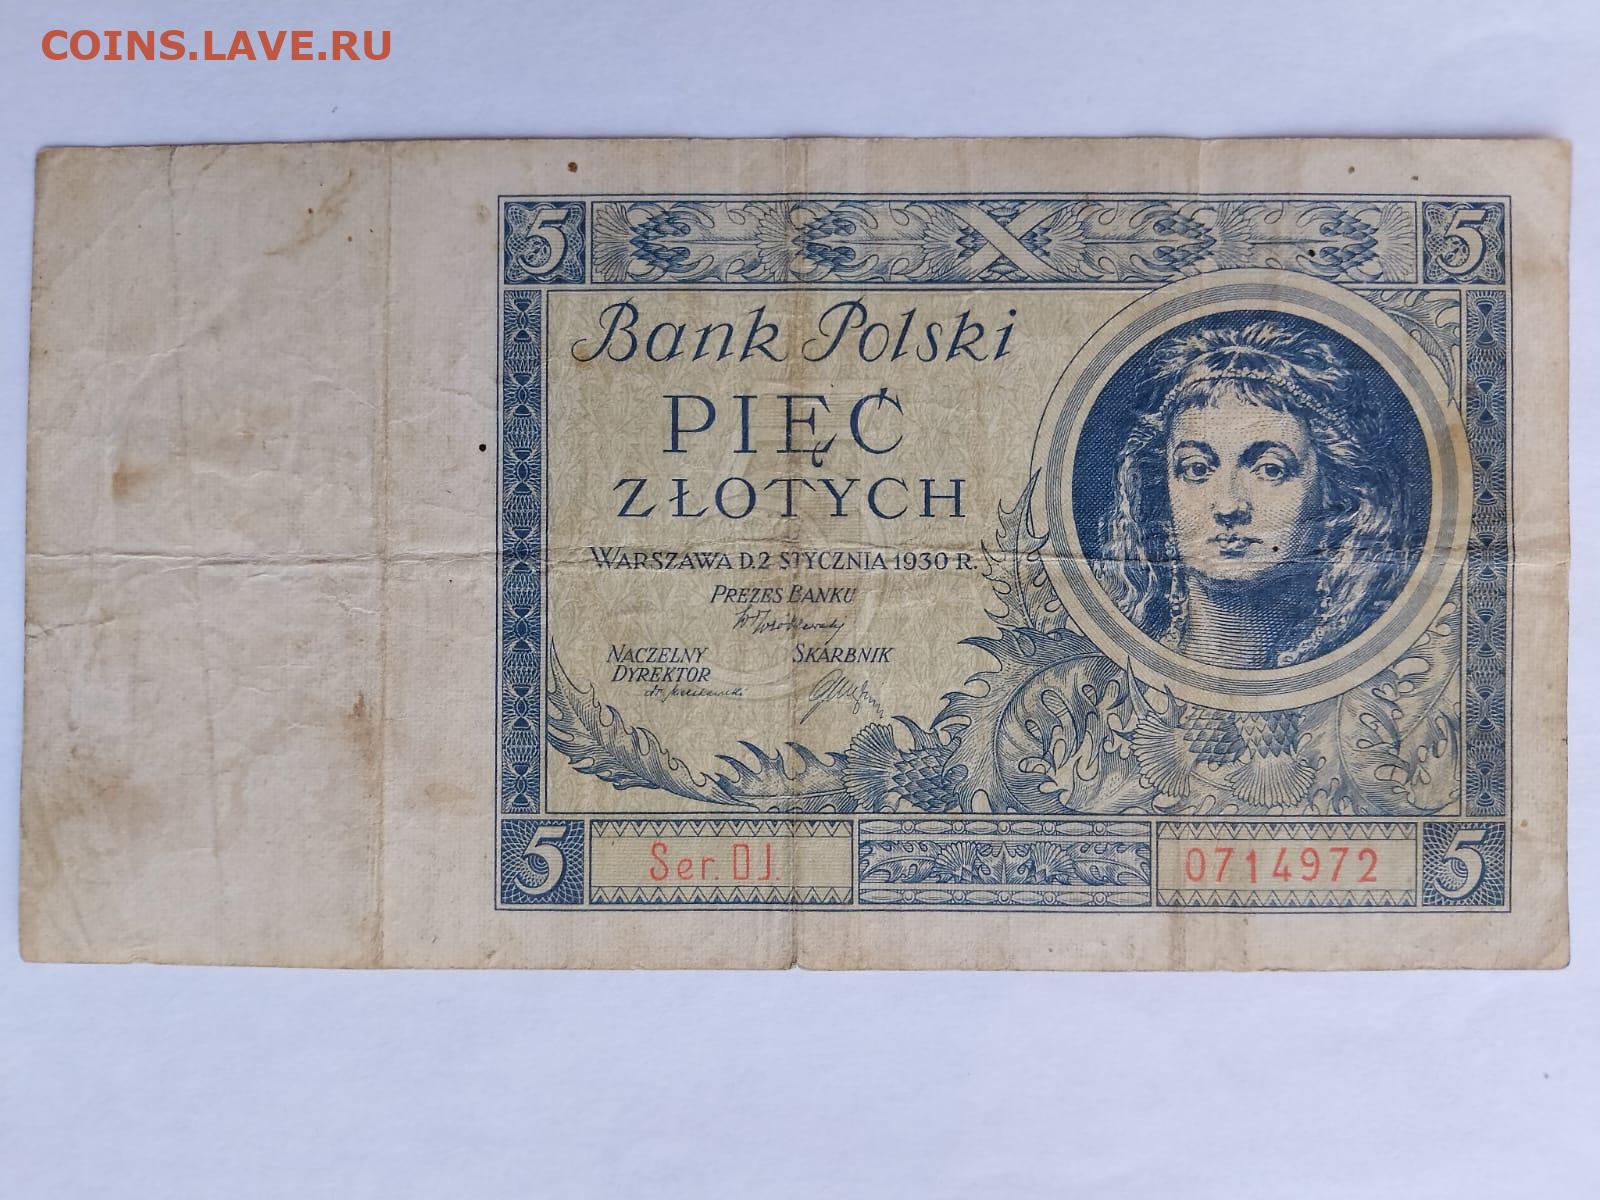 COINS.LAVE.RU
5 5
Bank Polski
PIĘĆ
ZŁOTYCH
WARSZAWA D. 2 STYCZNIA 1930 R.
PREZES BANKU
NACZELNY SKARBNIK
DYREKTOR
5 Ser. DJ. 0714972 5